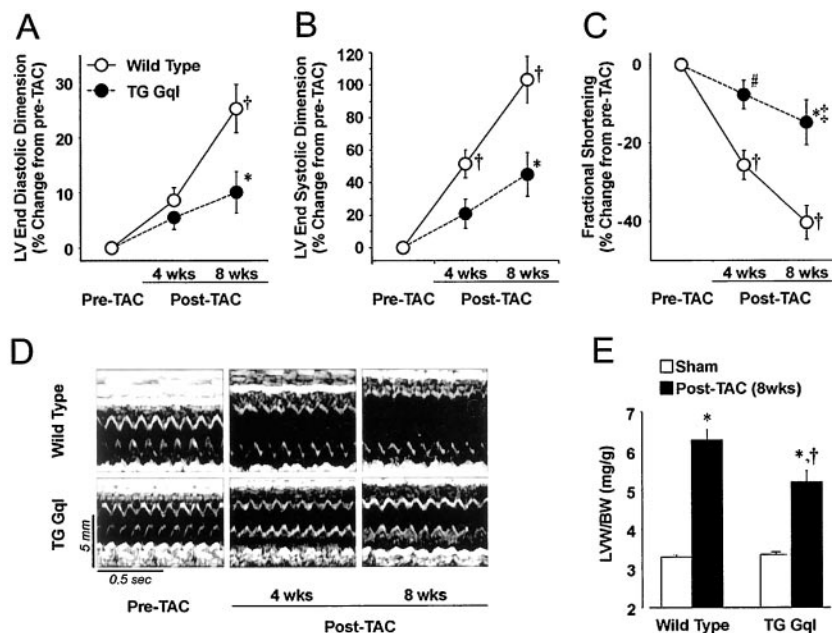 A
LV End Diastolic Dimension
(% Change from pre-TAC)
Wild Type
TG GqI
30
20
10
0
†
*
4 wks 8 wks
Pre-TAC Post-TAC
B
LV End Systolic Dimension
(% Change from pre-TAC)
120
100
80
60
40
20
0
†
†
*
4 wks 8 wks
Pre-TAC Post-TAC
C
Fractional Shortening
(% Change from pre-TAC)
0
-20
-40
#
*‡
†
†
4 wks 8 wks
Pre-TAC Post-TAC
D
Wild Type
TG GqI
5 mm
0.5 sec
Pre-TAC
4 wks 8 wks
Post-TAC
E
Sham
Post-TAC (8wks)
LVW/BW (mg/g)
7
6
5
4
3
2
*
*,†
Wild Type TG GqI